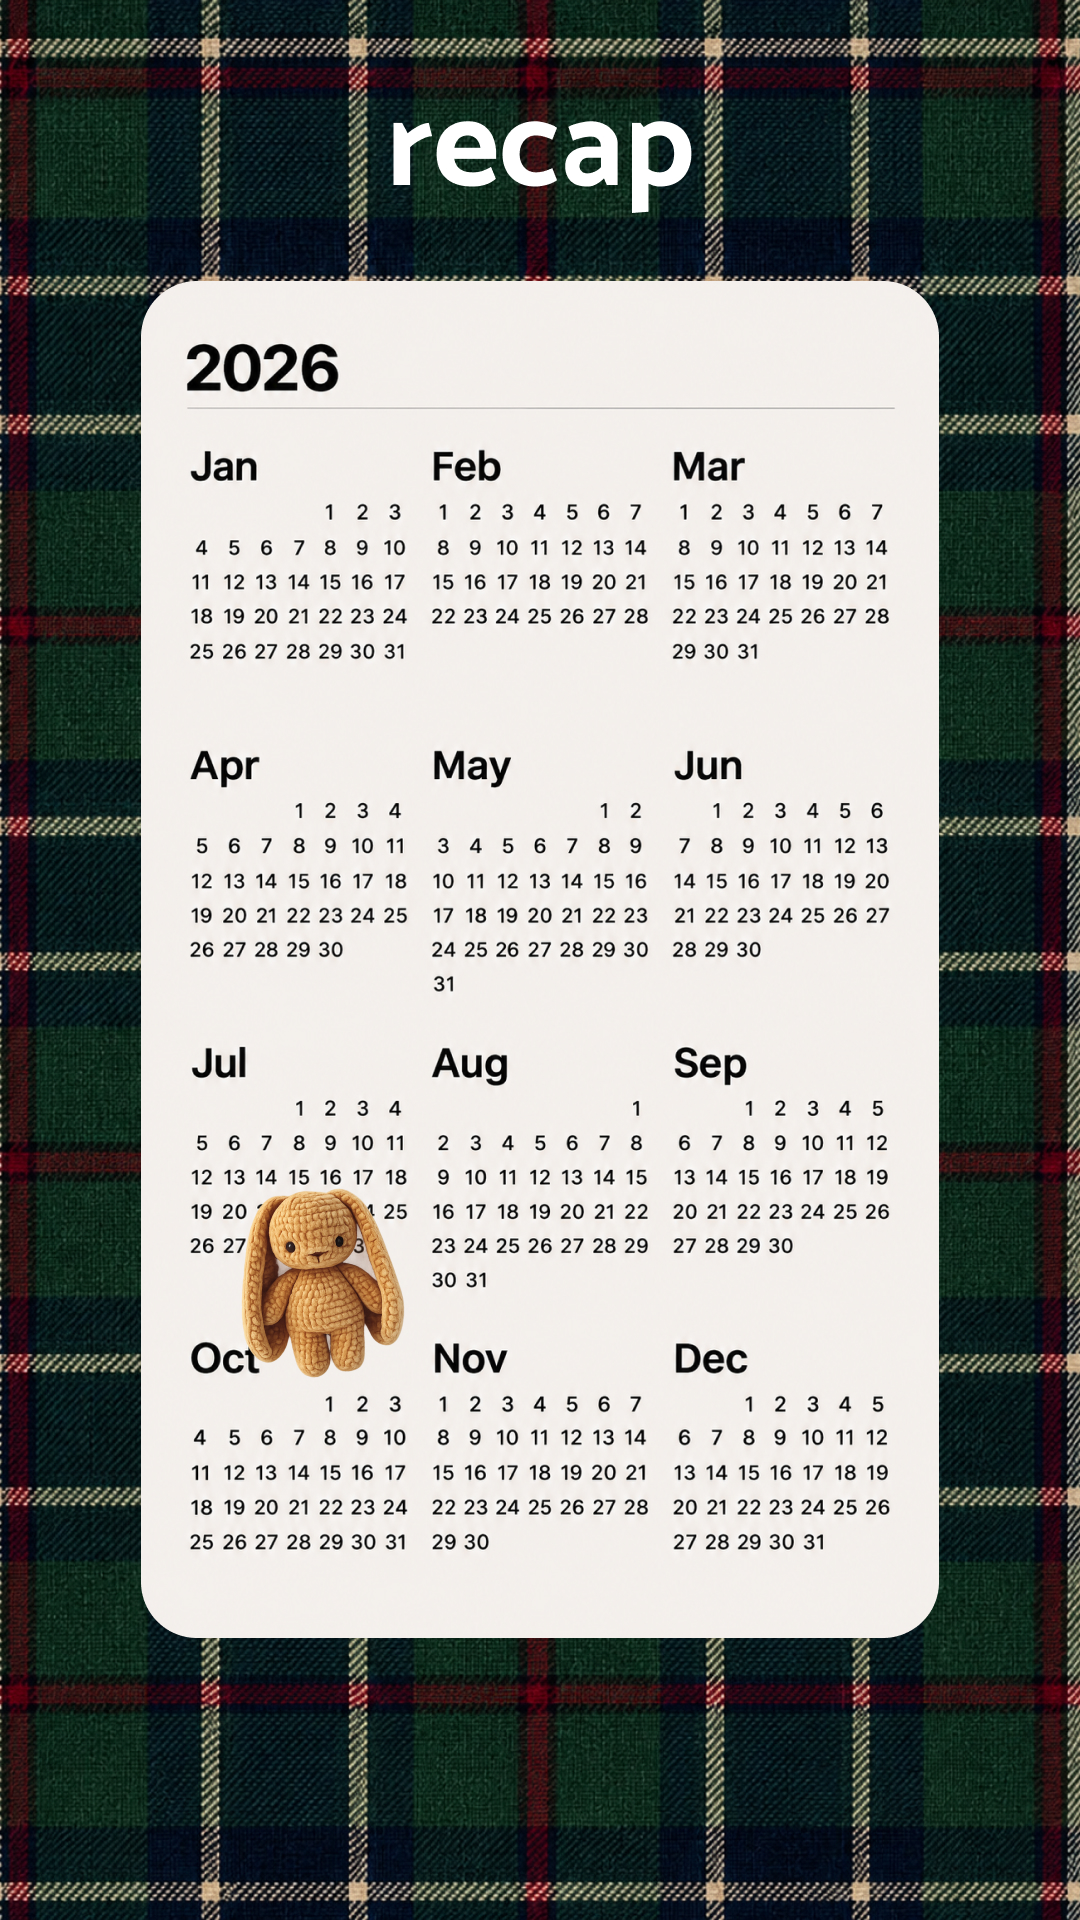 recap
2026
Jan Feb Mar
1 2 3 1 2 3 4 5 6 7 1 2 3 4 5 6 7
4 5 6 7 8 9 10 8 9 10 11 12 13 14 8 9 10 11 12 13 14
11 12 13 14 15 16 17 15 16 17 18 19 20 21 15 16 17 18 19 20 21
18 19 20 21 22 23 24 22 23 24 25 26 27 28 22 23 24 25 26 27 28
25 26 27 28 29 30 31 29 30 31
Apr May Jun
1 2 3 4 1 2 1 2 3 4 5 6
5 6 7 8 9 10 11 3 4 5 6 7 8 9 7 8 9 10 11 12 13
12 13 14 15 16 17 18 10 11 12 13 14 15 16 14 15 16 17 18 19 20
19 20 21 22 23 24 25 17 18 19 20 21 22 23 21 22 23 24 25 26 27
26 27 28 29 30 24 25 26 27 28 29 30 28 29 30
31
Jul Aug Sep
1 2 3 4 1 1 2 3 4 5
5 6 7 8 9 10 11 2 3 4 5 6 7 8 6 7 8 9 10 11 12
12 13 14 15 16 17 18 9 10 11 12 13 14 15 13 14 15 16 17 18 19
19 20 25 16 17 18 19 20 21 22 20 21 22 23 24 25 26
26 27 23 24 25 26 27 28 29 27 28 29 30
30 31
Oct Nov Dec
1 2 3 1 2 3 4 5 6 7 1 2 3 4 5
4 5 6 7 8 9 10 8 9 10 11 12 13 14 6 7 8 9 10 11 12
11 12 13 14 15 16 17 15 16 17 18 19 20 21 13 14 15 16 17 18 19
18 19 20 21 22 23 24 22 23 24 25 26 27 28 20 21 22 23 24 25 26
25 26 27 28 29 30 31 29 30 27 28 29 30 31